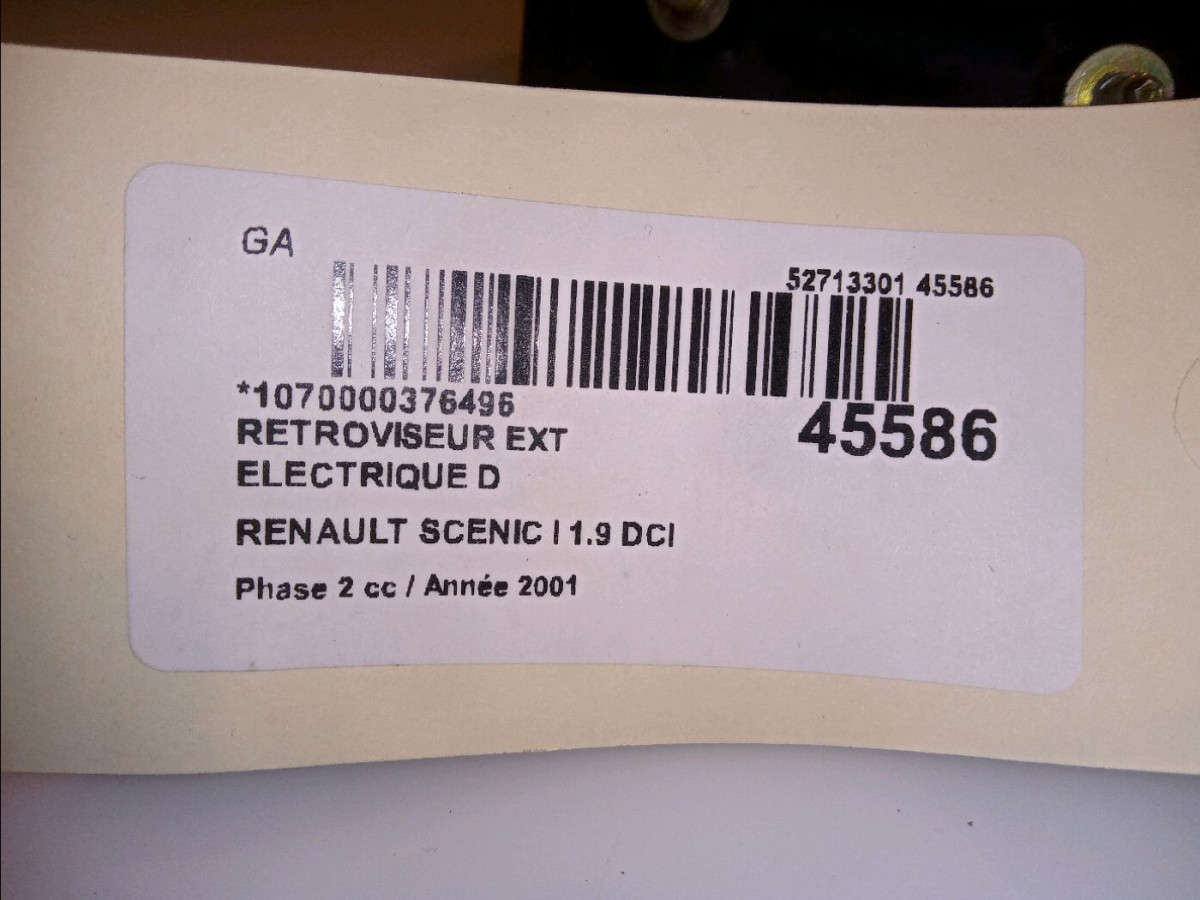 GA
52713301 45586
*1070000376496
45586
RETROVISEUR EXT
ELECTRIQUE D
RENAULT SCENIC I 1.9 DCI
Phase 2 cc / Année 2001